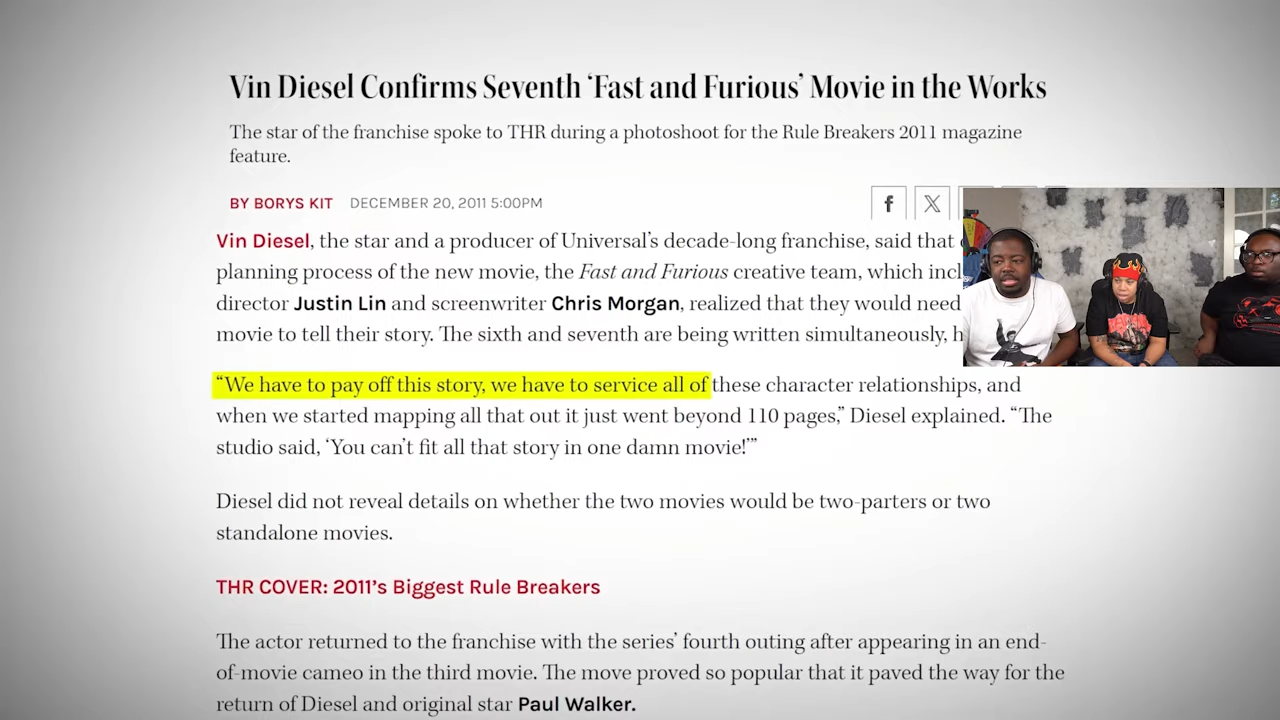 Vin Diesel Confirms Seventh ‘Fast and Furious’ Movie in the Works
The star of the franchise spoke to THR during a photoshoot for the Rule Breakers 2011 magazine
feature.
BY BORYS KIT DECEMBER 20, 2011 5:00PM
Vin Diesel, the star and a producer of Universal’s decade-long franchise, said that
planning process of the new movie, the Fast and Furious creative team, which
director Justin Lin and screenwriter Chris Morgan, realized that they would need
movie to tell their story. The sixth and seventh are being written simultaneously,
“We have to pay off this story, we have to service all of these character relationships, and
when we started mapping all that out it just went beyond 110 pages,” Diesel explained. “The
studio said, ‘You can’t fit all that story in one damn movie!’”
Diesel did not reveal details on whether the two movies would be two-parters or two
standalone movies.
THR COVER: 2011’s Biggest Rule Breakers
The actor returned to the franchise with the series’ fourth outing after appearing in an end-
of-movie cameo in the third movie. The move proved so popular that it paved the way for the
return of Diesel and original star Paul Walker.